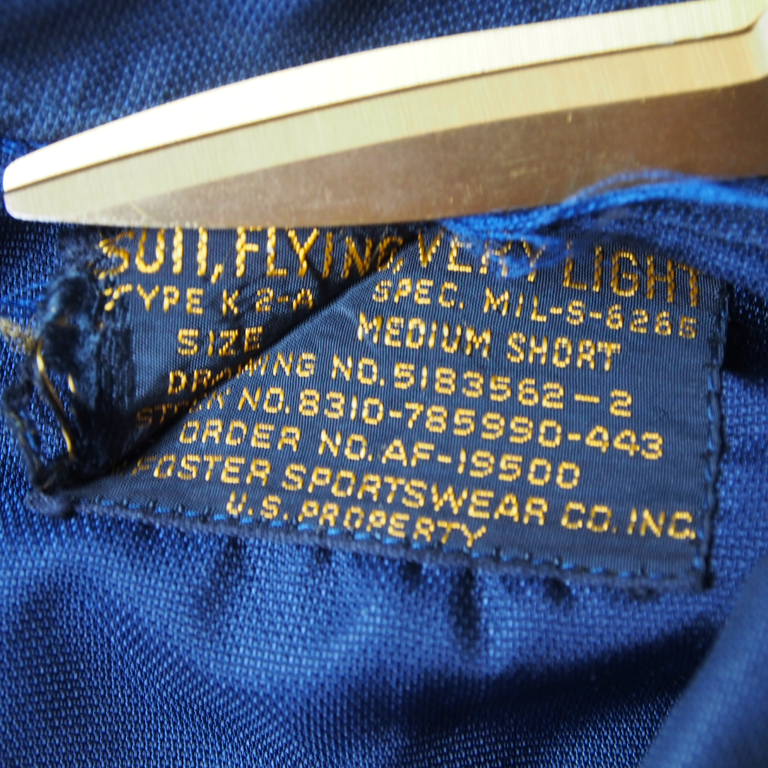 SUIT, FLYING, VERY LIGHT
TYPE K 2-A SPEC. MIL-S-6265
SIZE MEDIUM SHORT
DRAWING NO. 5183562-2
STOCK NO. 8310-785990-443
ORDER NO. AF-19500
FOSTER SPORTSWEAR CO. INC.
U.S. PROPERTY